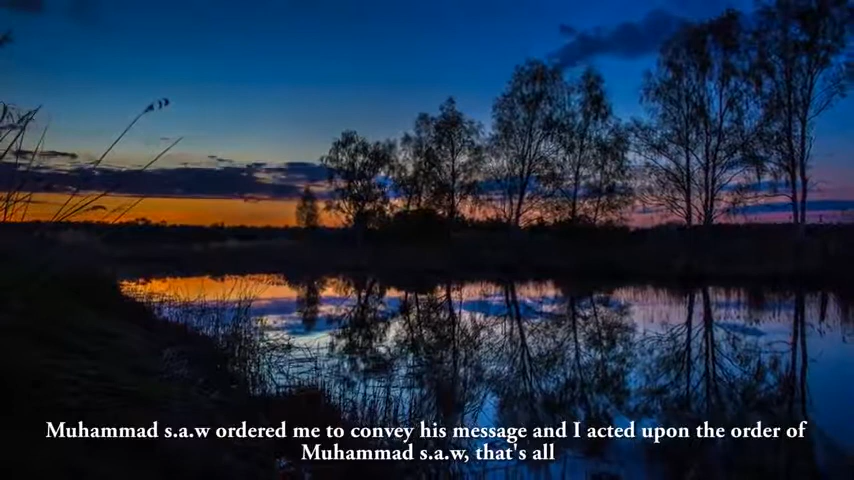 Muhammad s.a.w ordered me to convey his message and I acted upon the order of
Muhammad s.a.w, that's all